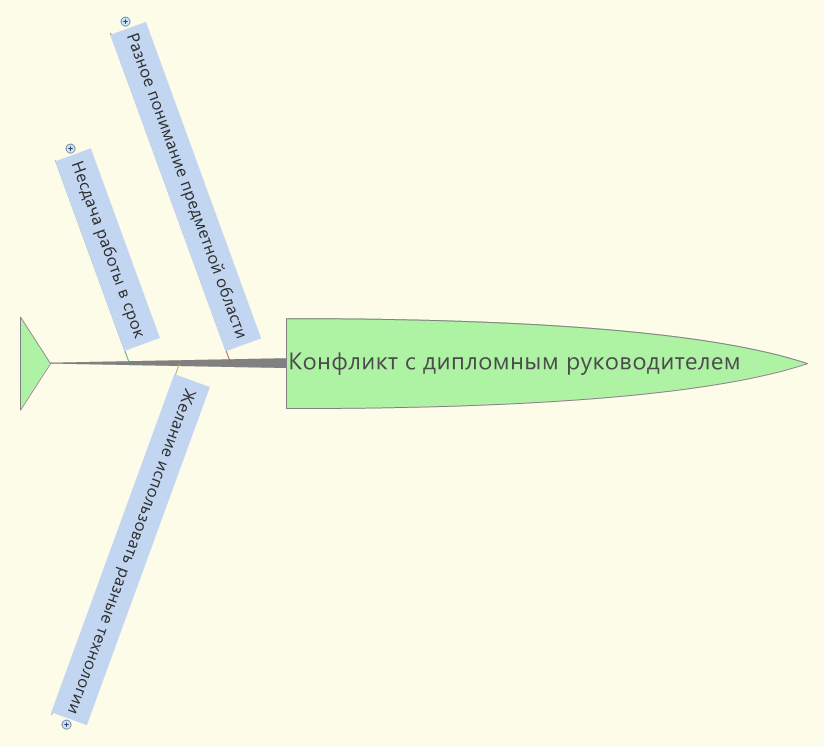 Разное понимание предметной области
Несдача работы в срок
Конфликт с дипломным руководителем
Желание использовать разные технологии